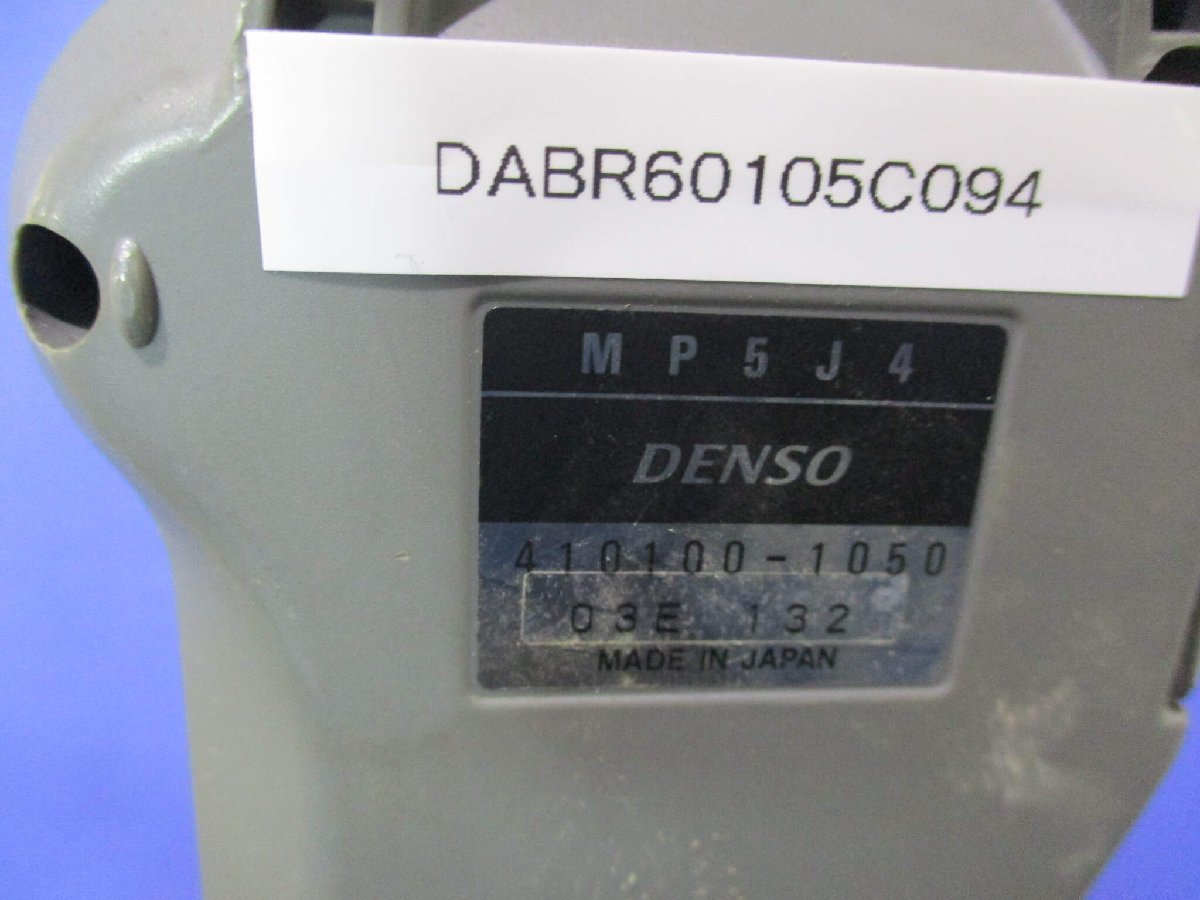 DABR60105C094
MP5J4
DENSO
410100-1050
03E 132
MADE IN JAPAN